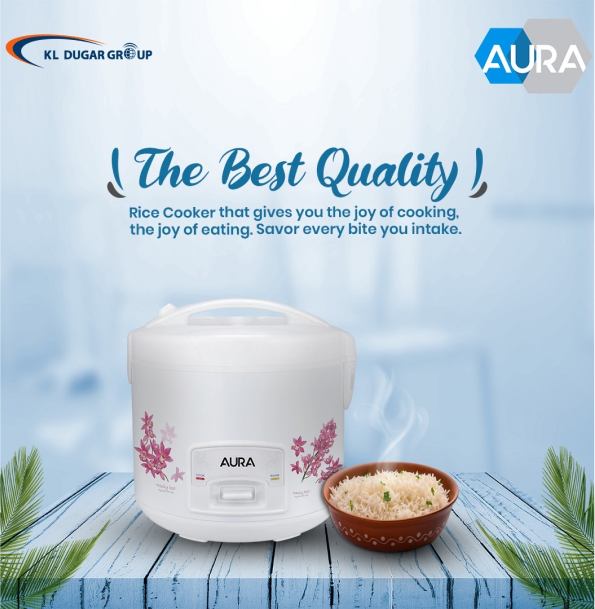 KL DUGAR GROUP
AURA
The Best Quality
Rice Cooker that gives you the joy of cooking,
the joy of eating. Savor every bite you intake.
AURA